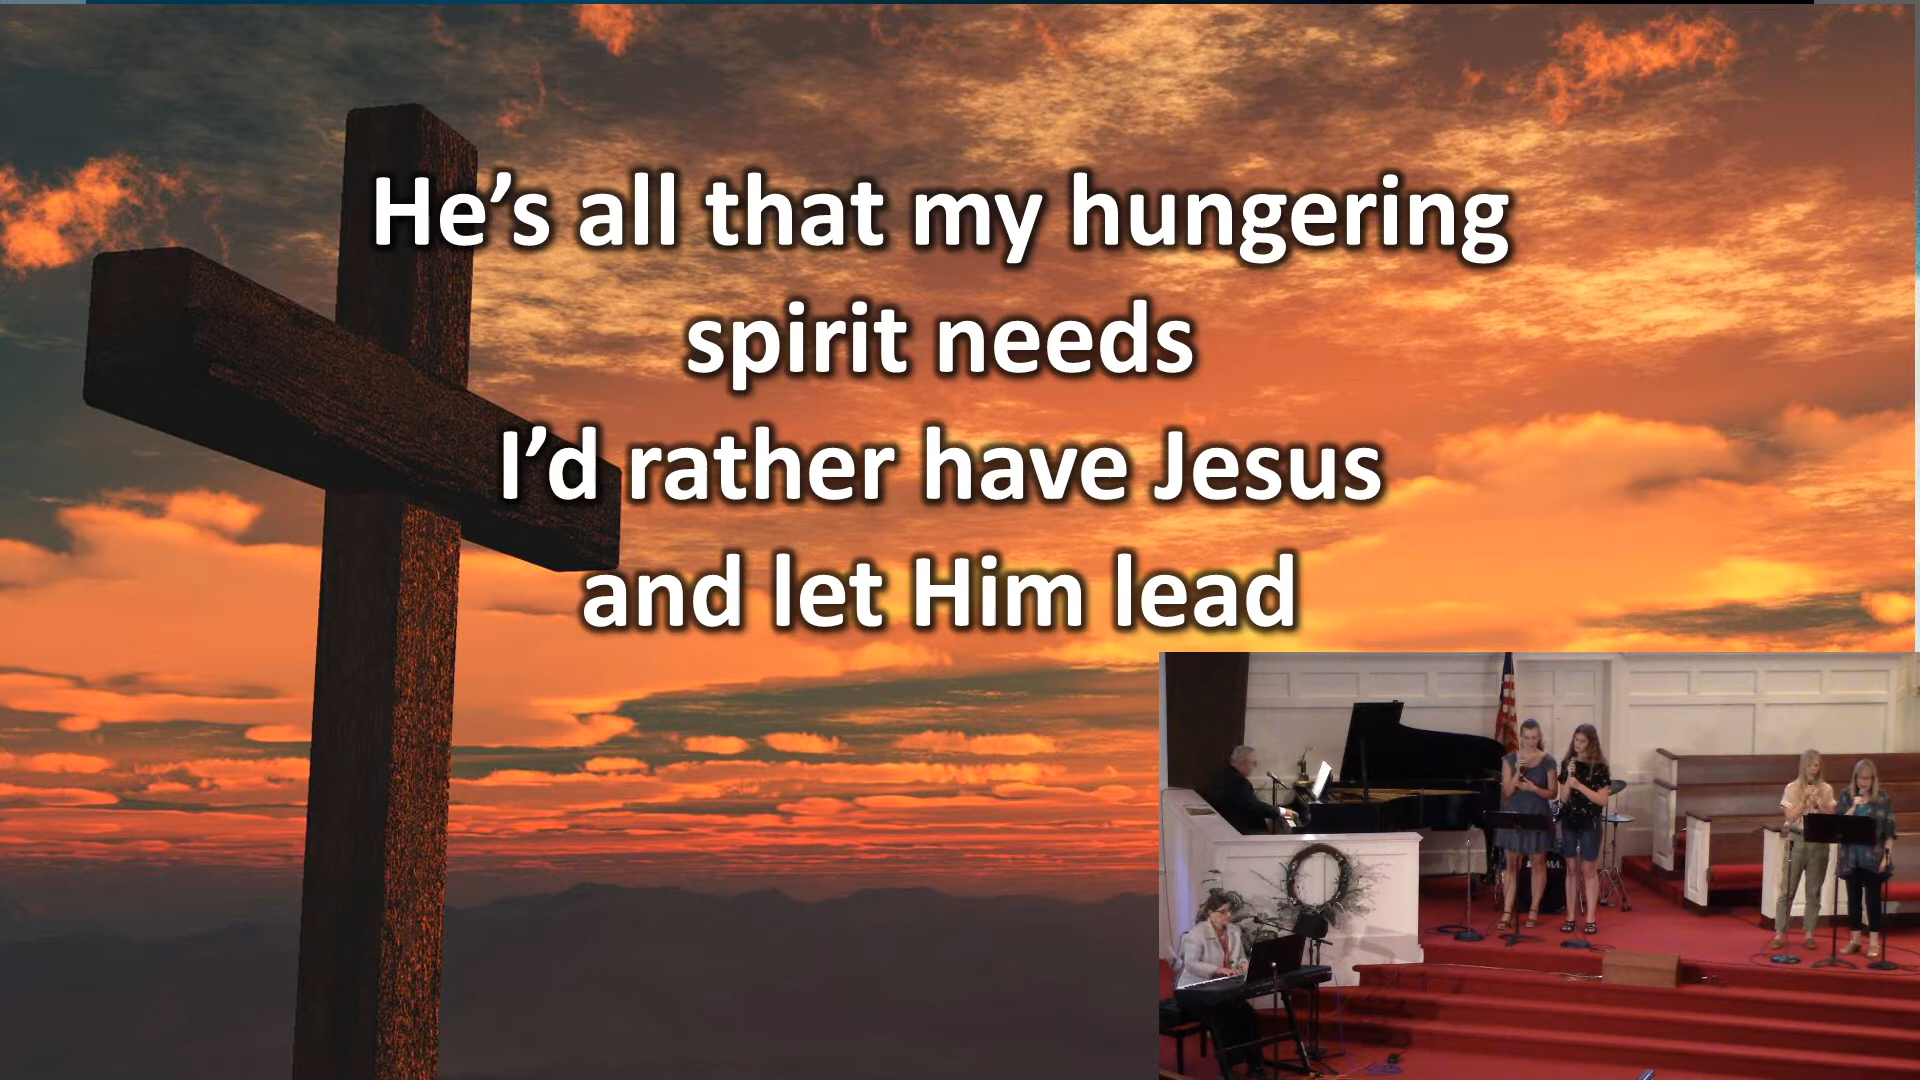 He’s all that my hungering
spirit needs
I’d rather have Jesus
and let Him lead